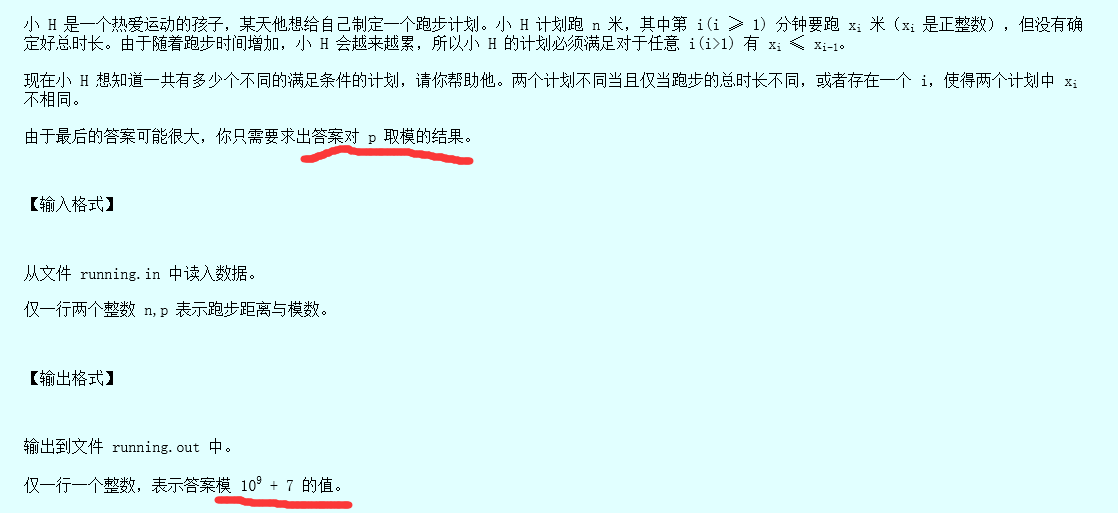 小 H 是一个热爱运动的孩子，某天他想给自己制定一个跑步计划。小 H 计划跑 n 米，其中第 i(i ⩾ 1) 分钟要跑 xi 米（xi 是正整数），但没有确
定好总时长。由于随着跑步时间增加，小 H 会越来越累，所以小 H 的计划必须满足对于任意 i(i>1) 有 xi ⩽ xi-1。
现在小 H 想知道一共有多少个不同的满足条件的计划，请你帮助他。两个计划不同当且仅当跑步的总时长不同，或者存在一个 i，使得两个计划中 xi
不相同。
由于最后的答案可能很大，你只需要求出答案对 p 取模的结果。
【输入格式】
从文件 running.in 中读入数据。
仅一行两个整数 n,p 表示跑步距离与模数。
【输出格式】
输出到文件 running.out 中。
仅一行一个整数，表示答案模 10⁹ + 7 的值。